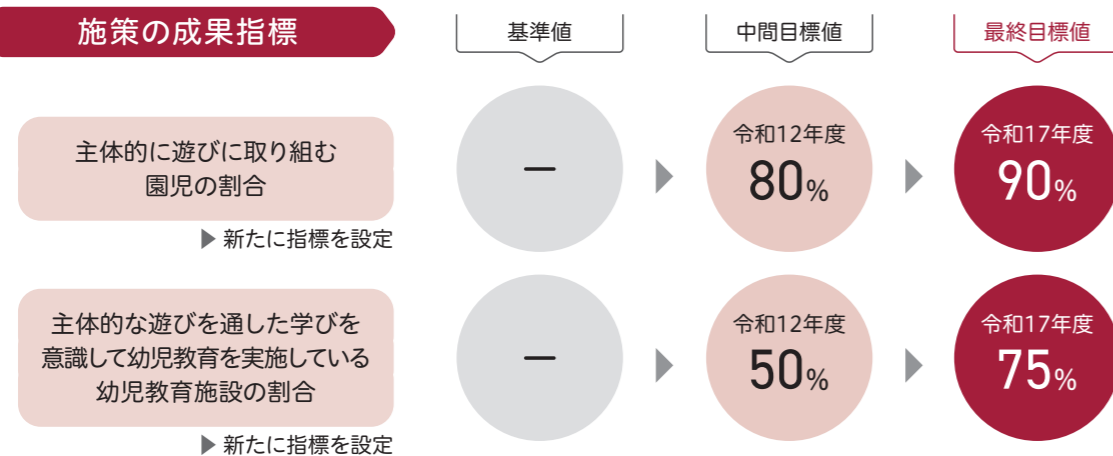 施策の成果指標
基準値
中間目標値
最終目標値
主体的に遊びに取り組む
園児の割合
▶ 新たに指標を設定
－
令和12年度
80%
令和17年度
90%
主体的な遊びを通した学びを
意識して幼児教育を実施している
幼児教育施設の割合
▶ 新たに指標を設定
－
令和12年度
50%
令和17年度
75%